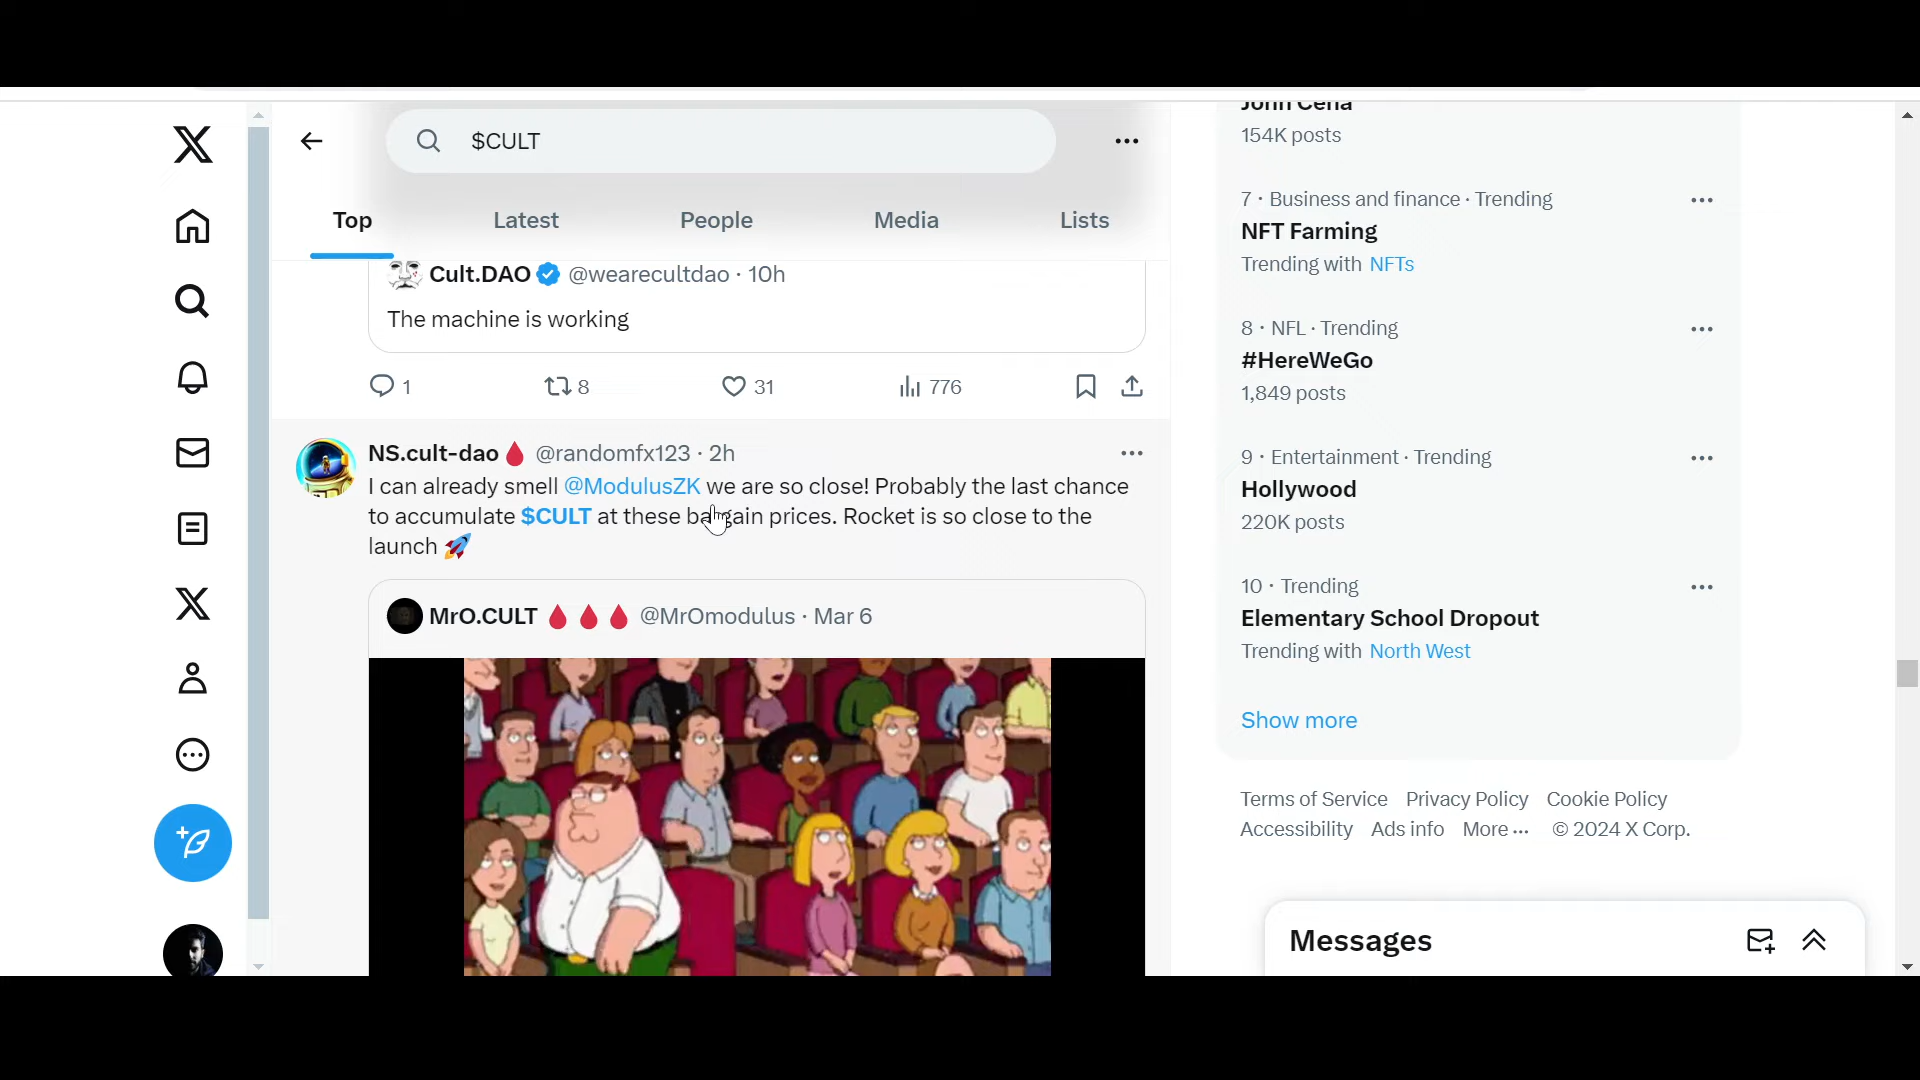 $CULT
Top
Latest
People
Media
Lists
Cult.DAO @wearecultdao · 10h
The machine is working
1
8
31
776
NS.cult-dao @randomfx123 · 2h
I can already smell @ModulusZK we are so close! Probably the last chance
to accumulate $CULT at these bargain prices. Rocket is so close to the
launch
MrO.CULT @MrOmodulus · Mar 6
John Cena
154K posts
7 · Business and finance · Trending
NFT Farming
Trending with NFTs
8 · NFL · Trending
#HereWeGo
1,849 posts
9 · Entertainment · Trending
Hollywood
220K posts
10 · Trending
Elementary School Dropout
Trending with North West
Show more
Terms of Service Privacy Policy Cookie Policy
Accessibility Ads info More ··· © 2024 X Corp.
Messages